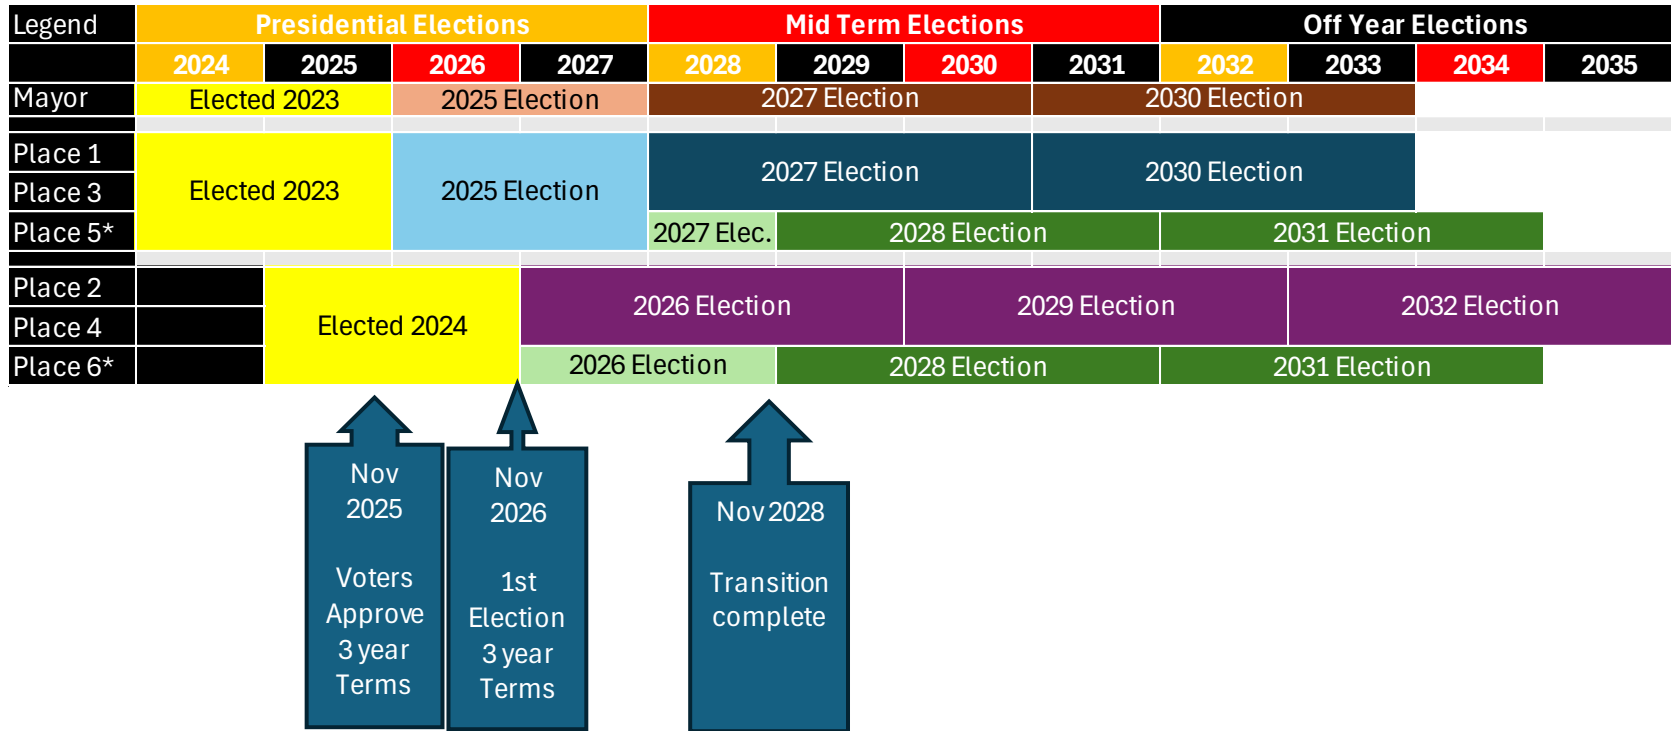 Legend Presidential Elections Mid Term Elections Off Year Elections
2024 2025 2026 2027 2028 2029 2030 2031 2032 2033 2034 2035
Mayor Elected 2023 2025 Election 2027 Election 2030 Election
Place 1
Place 3 Elected 2023 2025 Election 2027 Election 2030 Election
Place 5* 2027 Elec. 2028 Election 2031 Election
Place 2
Place 4 Elected 2024 2026 Election 2029 Election 2032 Election
Place 6* 2026 Election 2028 Election 2031 Election
Nov
2025
Voters
Approve
3 year
Terms
Nov
2026
1st
Election
3 year
Terms
Nov 2028
Transition
complete